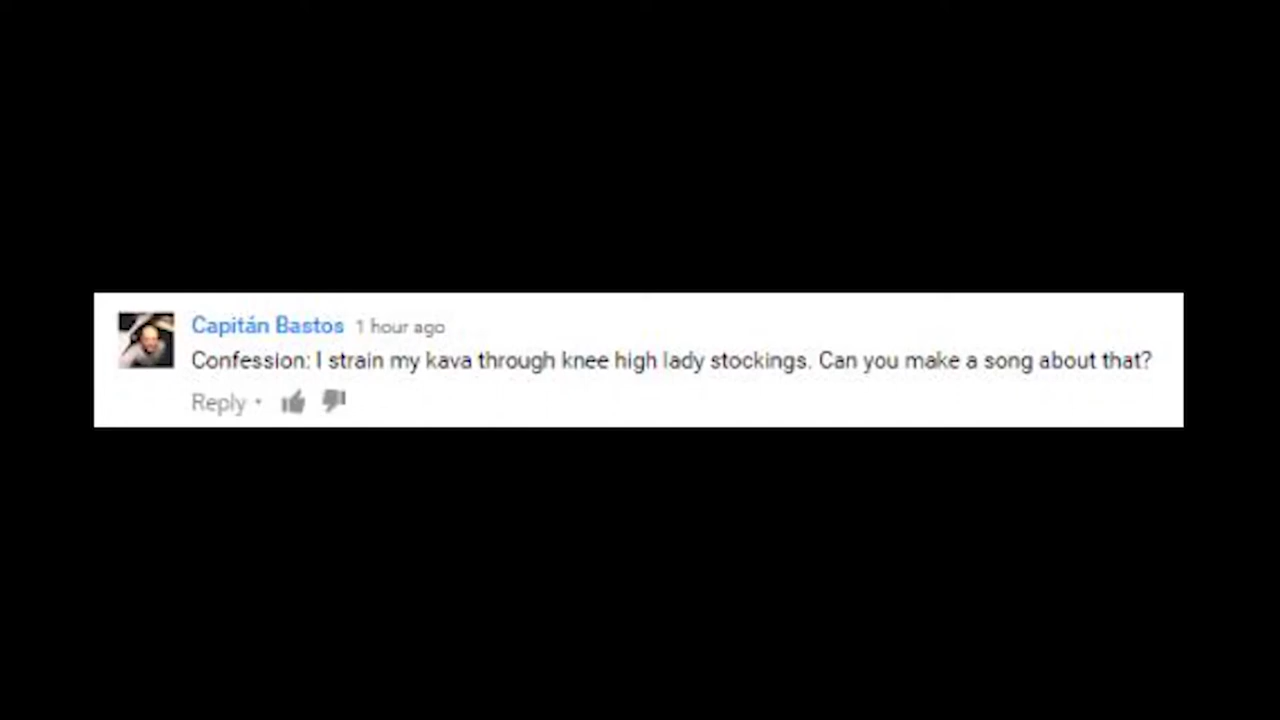 Capitán Bastos 1 hour ago
Confession: I strain my kava through knee high lady stockings. Can you make a song about that?
Reply